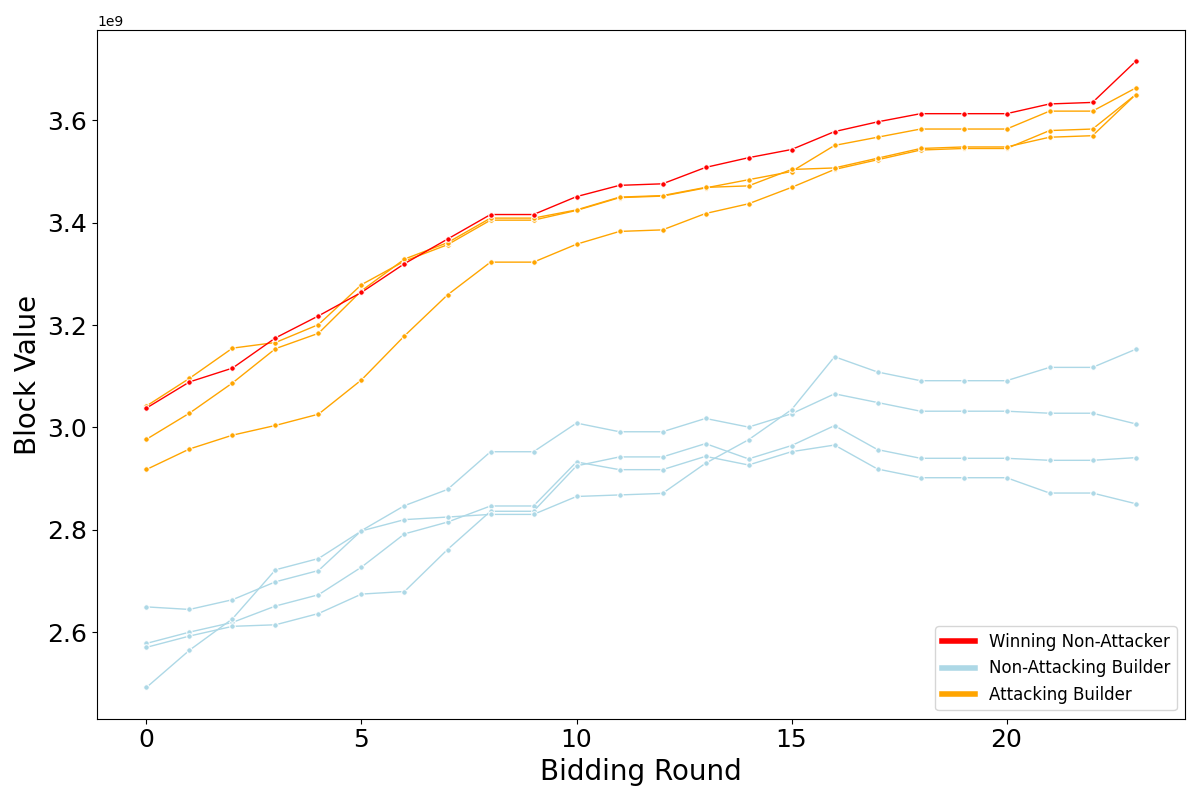 1e9
Block Value
3.6
3.4
3.2
3.0
2.8
2.6
0 5 10 15 20
Bidding Round
Winning Non-Attacker
Non-Attacking Builder
Attacking Builder